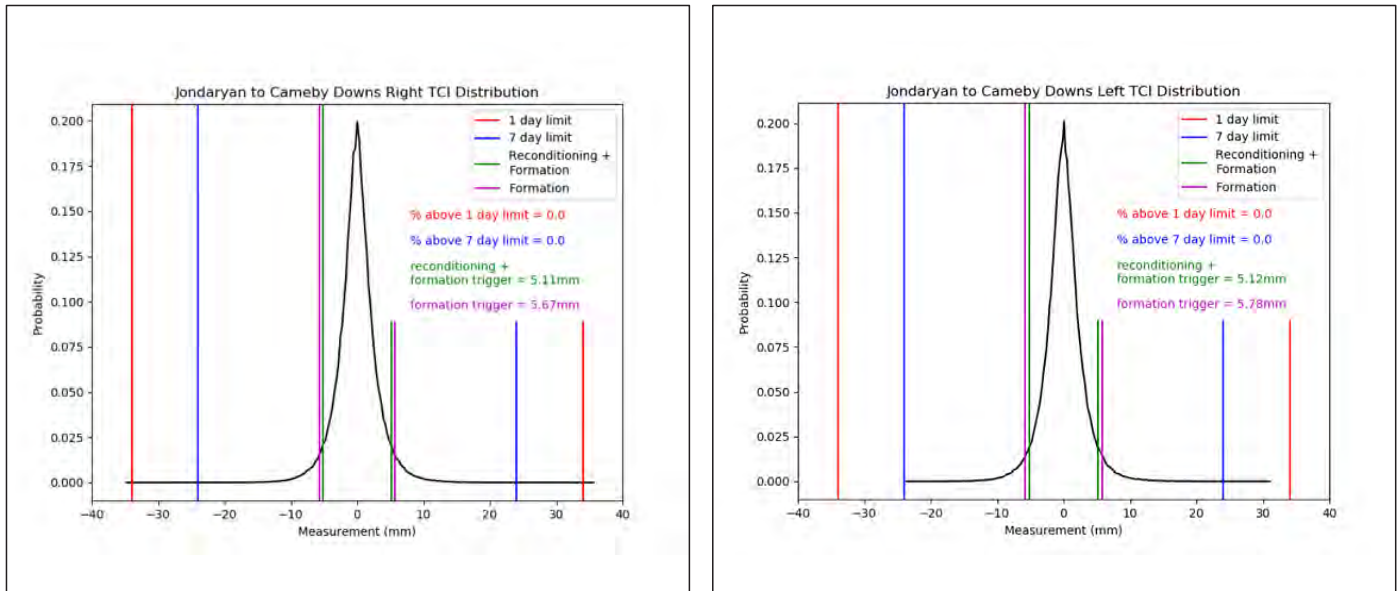 Jondaryan to Cameby Downs Right TCI Distribution
0.200
0.175
0.150
0.125
0.100
0.075
0.050
0.025
0.000
Probability
1 day limit
7 day limit
Reconditioning +
Formation
Formation
% above 1 day limit = 0.0
% above 7 day limit = 0.0
reconditioning +
formation trigger = 5.11mm
formation trigger = 5.67mm
−40 −30 −20 −10 0 10 20 30 40
Measurement (mm)
Jondaryan to Cameby Downs Left TCI Distribution
0.200
0.175
0.150
0.125
0.100
0.075
0.050
0.025
0.000
Probability
1 day limit
7 day limit
Reconditioning +
Formation
Formation
% above 1 day limit = 0.0
% above 7 day limit = 0.0
reconditioning +
formation trigger = 5.12mm
formation trigger = 5.78mm
−40 −30 −20 −10 0 10 20 30 40
Measurement (mm)